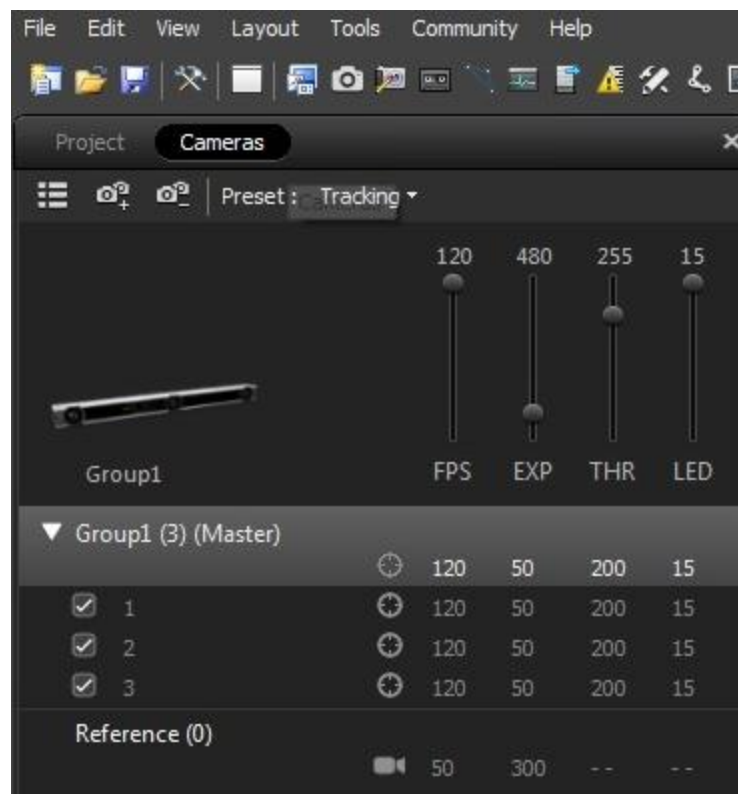 File Edit View Layout Tools Community Help
Project Cameras
Preset : Tracking
120 480 255 15
FPS EXP THR LED
Group1
Group1 (3) (Master)
120 50 200 15
1 120 50 200 15
2 120 50 200 15
3 120 50 200 15
Reference (0)
50 300 -- --